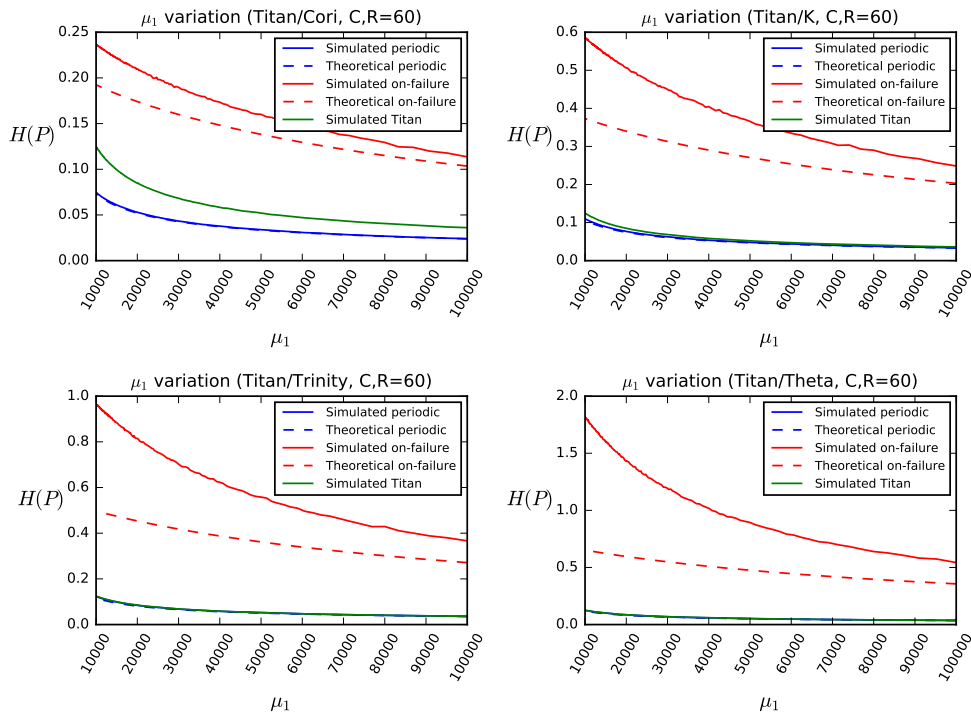 μ₁ variation (Titan/Cori, C,R=60)
0.25
0.20
0.15
0.10
0.05
0.00
H(P)
Simulated periodic
Theoretical periodic
Simulated on-failure
Theoretical on-failure
Simulated Titan
10000
20000
30000
40000
50000
60000
70000
80000
90000
100000
μ₁
μ₁ variation (Titan/K, C,R=60)
0.6
0.5
0.4
0.3
0.2
0.1
0.0
H(P)
Simulated periodic
Theoretical periodic
Simulated on-failure
Theoretical on-failure
Simulated Titan
10000
20000
30000
40000
50000
60000
70000
80000
90000
100000
μ₁
μ₁ variation (Titan/Trinity, C,R=60)
1.0
0.8
0.6
0.4
0.2
0.0
H(P)
Simulated periodic
Theoretical periodic
Simulated on-failure
Theoretical on-failure
Simulated Titan
10000
20000
30000
40000
50000
60000
70000
80000
90000
100000
μ₁
μ₁ variation (Titan/Theta, C,R=60)
2.0
1.5
1.0
0.5
0.0
H(P)
Simulated periodic
Theoretical periodic
Simulated on-failure
Theoretical on-failure
Simulated Titan
10000
20000
30000
40000
50000
60000
70000
80000
90000
100000
μ₁